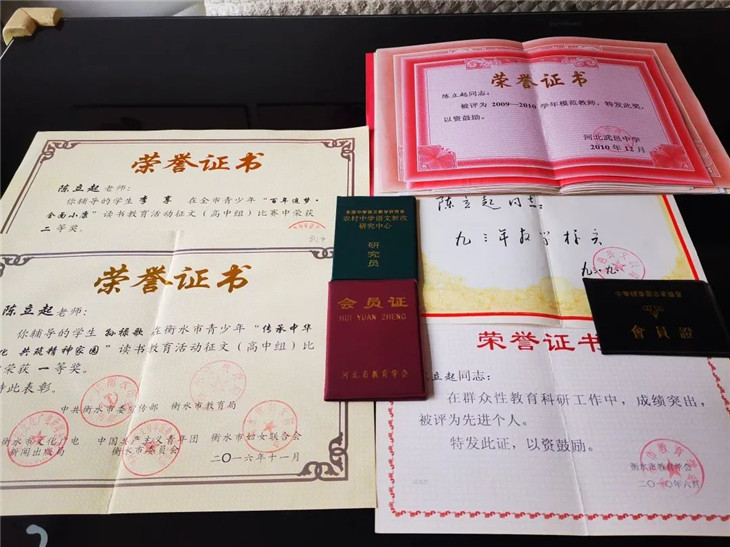 荣誉证书
陈立起同志：
被评为2009—2010学年模范教师，特发此奖，
以资鼓励。
河北武邑中学
2010年12月
荣誉证书
陈立起老师：
你辅导的学生李享在全市青少年“百年追梦·
全面小康”读书教育活动征文（高中组）比赛中荣获
二等奖。
农村中学语文教改
研究中心
研究员
陈立起同志
九三年教学标兵
九三.九
荣誉证书
陈立起老师：
你辅导的学生孙根歌在衡水市青少年“传承中华
共筑精神家园”读书教育活动征文（高中组）比
荣获一等奖。
特此表彰。
中共衡水市委宣传部 衡水市教育局
衡水市文化广电 中国共产主义青年团 衡水市妇女联合会
新闻出版局 衡水市委员会
二〇一六年十一月
会员证
HUI YUAN ZHENG
河北省教育学会
會員證
荣誉证书
陈立起同志：
在群众性教育科研工作中，成绩突出，
被评为先进个人。
特发此证，以资鼓励。
衡水市教育学会
二〇一〇年六月